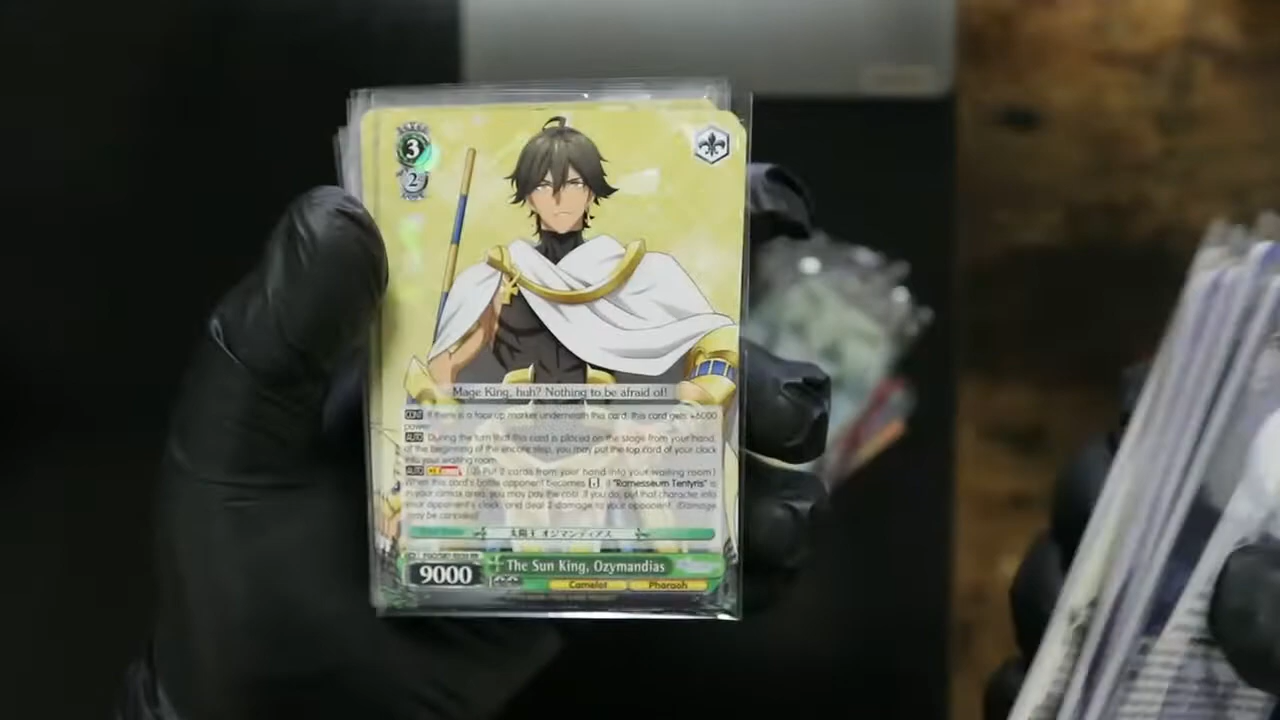 3
2
Mage King, huh? Nothing to be afraid of!
CONT If there is a face up marker underneath this card, this card gets +6000
power.
AUTO During the turn that this card is placed on the stage from your hand,
at the beginning of the encore step, you may put the top card of your clock
into your waiting room.
AUTO [(2) Put 2 cards from your hand into your waiting room]
When this card's battle opponent becomes, if "Ramesseum Tentyris" is
in your climax area, you may pay the cost. If you do, put that character into
your opponent's clock, and deal 2 damage to your opponent. (Damage
may be canceled)
太陽王 オジマンディアス
9000 The Sun King, Ozymandias
Camelot Pharaoh